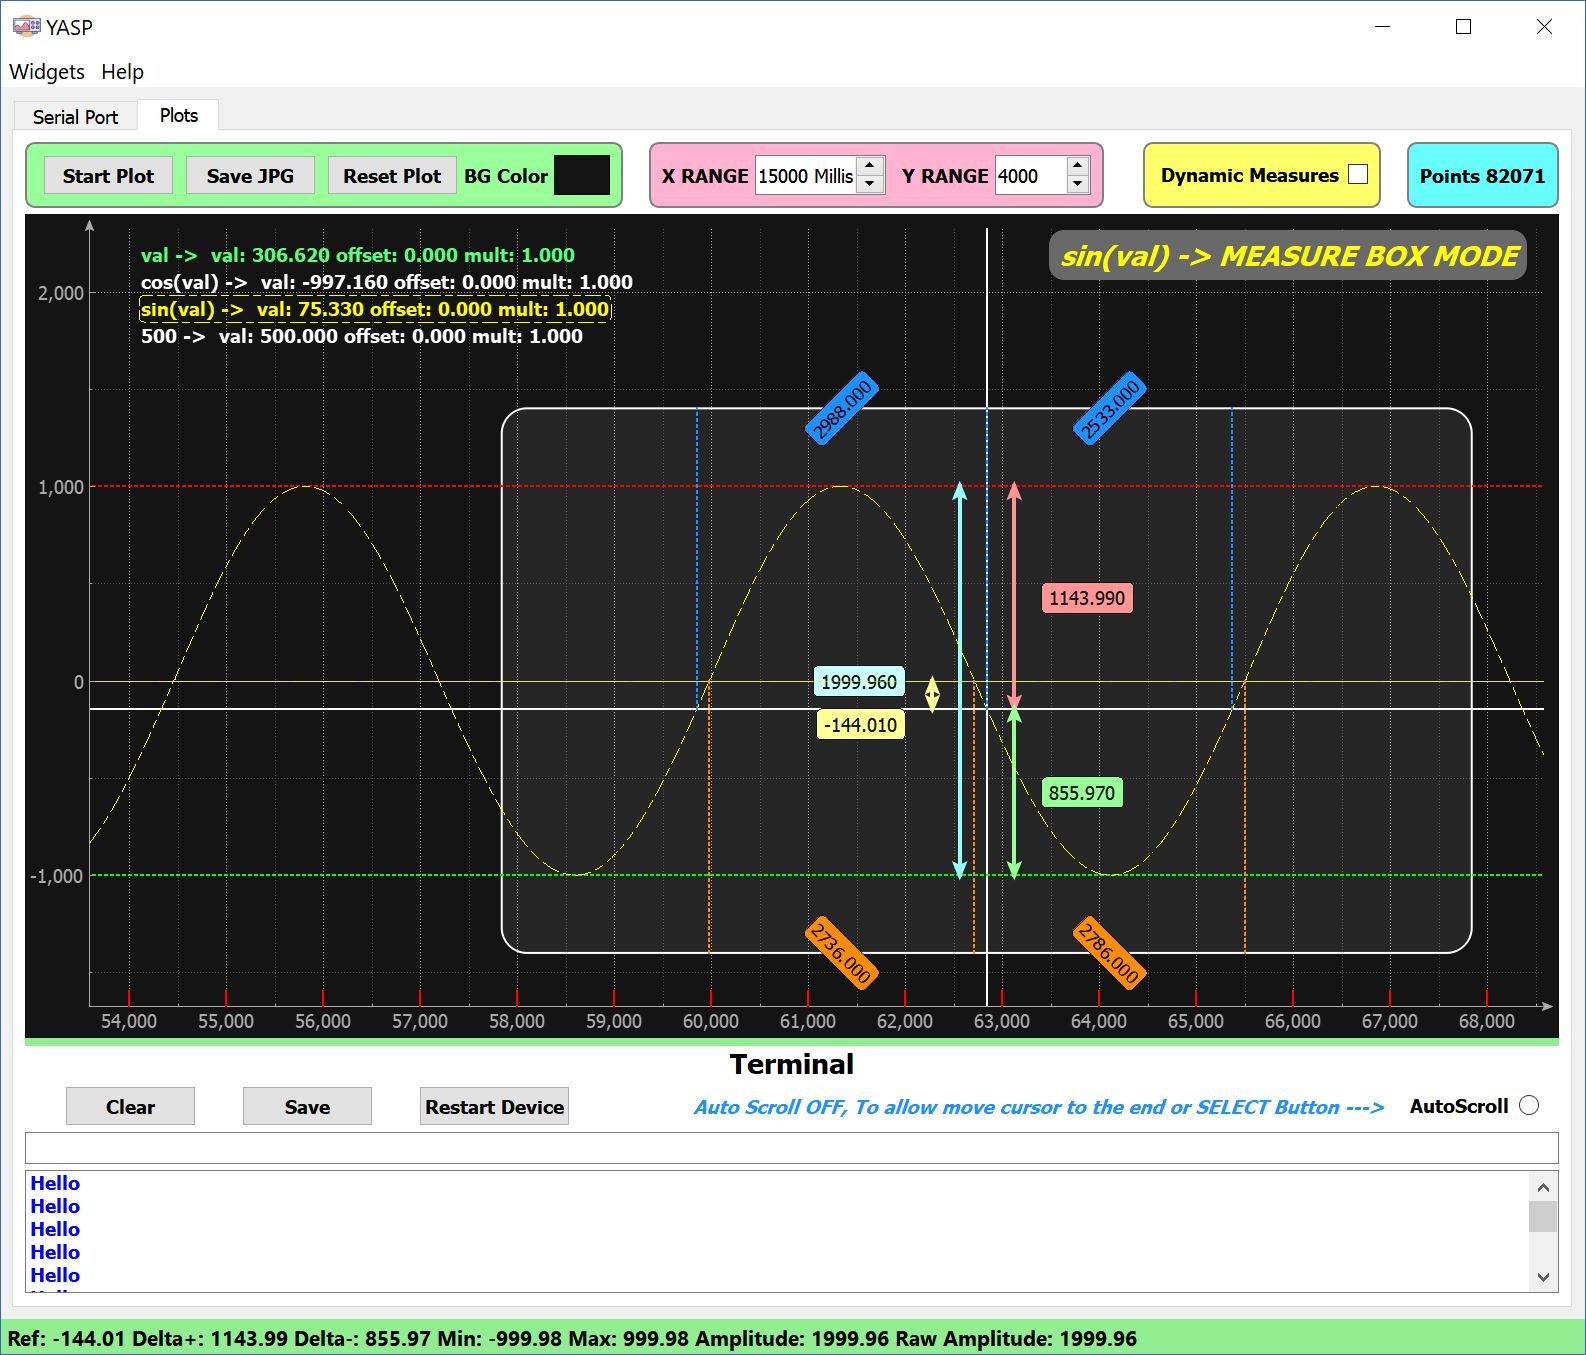 YASP
Widgets Help
Serial Port Plots
Start Plot Save JPG Reset Plot BG Color X RANGE 15000 Millis Y RANGE 4000 Dynamic Measures Points 82071
val -> val: 306.620 offset: 0.000 mult: 1.000
sin(val) -> MEASURE BOX MODE
cos(val) -> val: -997.160 offset: 0.000 mult: 1.000
2,000
sin(val) -> val: 75.330 offset: 0.000 mult: 1.000
500 -> val: 500.000 offset: 0.000 mult: 1.000
2988.000 2533.000
1,000
1143.990
0 1999.960
-144.010
855.970
-1,000
2736.000 2786.000
54,000 55,000 56,000 57,000 58,000 59,000 60,000 61,000 62,000 63,000 64,000 65,000 66,000 67,000 68,000
Terminal
Clear Save Restart Device Auto Scroll OFF, To allow move cursor to the end or SELECT Button ---> AutoScroll
Hello
Hello
Hello
Hello
Hello
Ref: -144.01 Delta+: 1143.99 Delta-: 855.97 Min: -999.98 Max: 999.98 Amplitude: 1999.96 Raw Amplitude: 1999.96